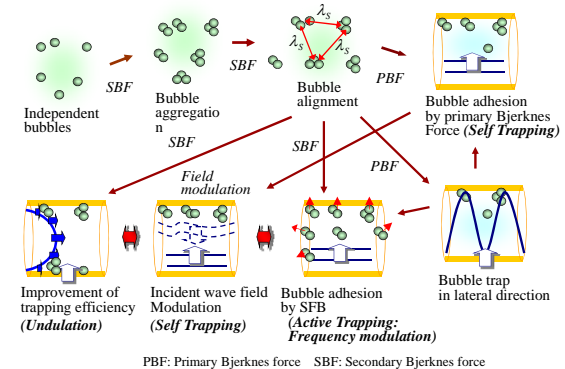 λs
λs
λs
SBF
SBF
PBF
Independent
bubbles
Bubble
aggregatio
n
Bubble
alignment
Bubble adhesion
by primary Bjerknes
Force (Self Trapping)
SBF
SBF
PBF
Field
modulation
Improvement of
trapping efficiency
(Undulation)
Incident wave field
Modulation
(Self Trapping)
Bubble adhesion
by SFB
(Active Trapping:
Frequency modulation)
Bubble trap
in lateral direction
PBF: Primary Bjerknes force SBF: Secondary Bjerknes force